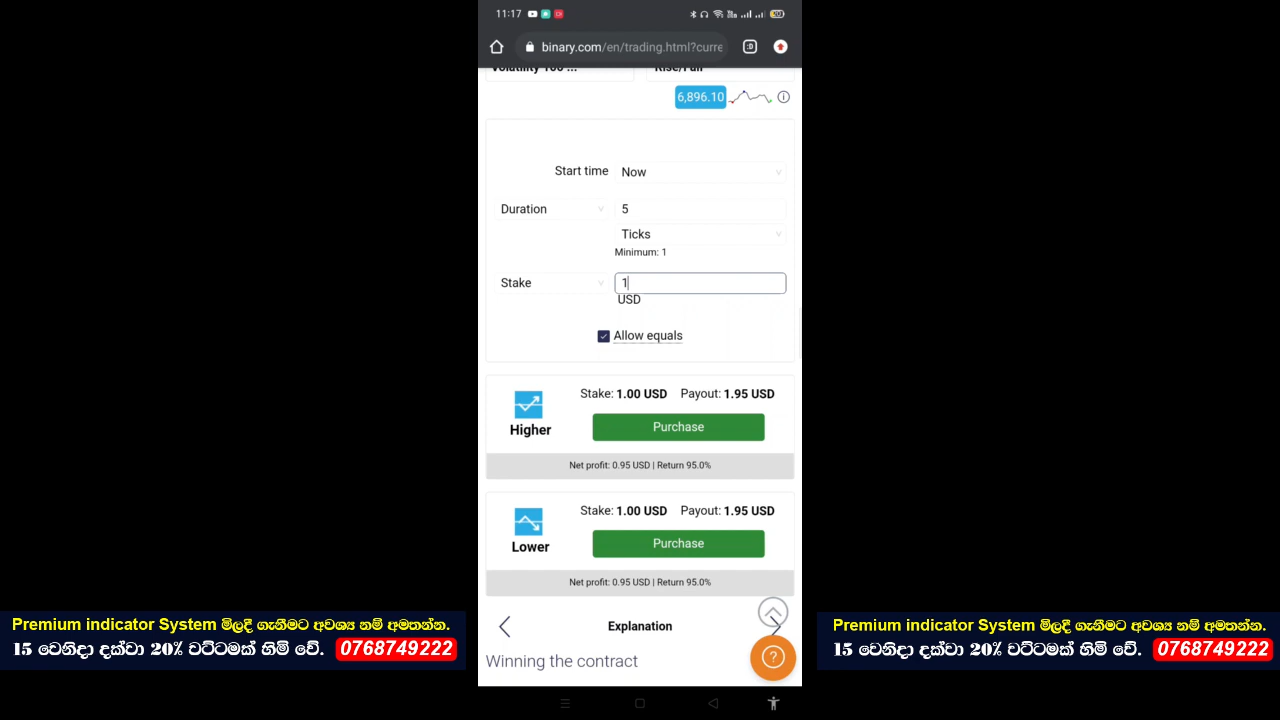 11:17
binary.com/en/trading.html?curre
Volatility 100 ... Rise/Fall
6,896.10
Start time Now
Duration 5
Ticks
Minimum: 1
Stake 1
USD
Allow equals
Stake: 1.00 USD Payout: 1.95 USD
Higher Purchase
Net profit: 0.95 USD | Return 95.0%
Stake: 1.00 USD Payout: 1.95 USD
Lower Purchase
Net profit: 0.95 USD | Return 95.0%
Explanation
Winning the contract
Premium indicator System මිලදී ගැනීමට අවශ්‍ය නම් අමතන්න.
15 වෙනිදා දක්වා 20% වට්ටමක් හිමි වේ. 0768749222
Premium indicator System මිලදී ගැනීමට අවශ්‍ය නම් අමතන්න.
15 වෙනිදා දක්වා 20% වට්ටමක් හිමි වේ. 0768749222